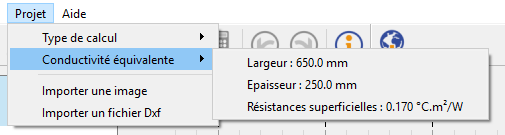 Projet Aide
Type de calcul
Conductivité équivalente
Largeur : 650.0 mm
Epaisseur : 250.0 mm
Résistances superficielles : 0.170 °C.m²/W
Importer une image
Importer un fichier Dxf